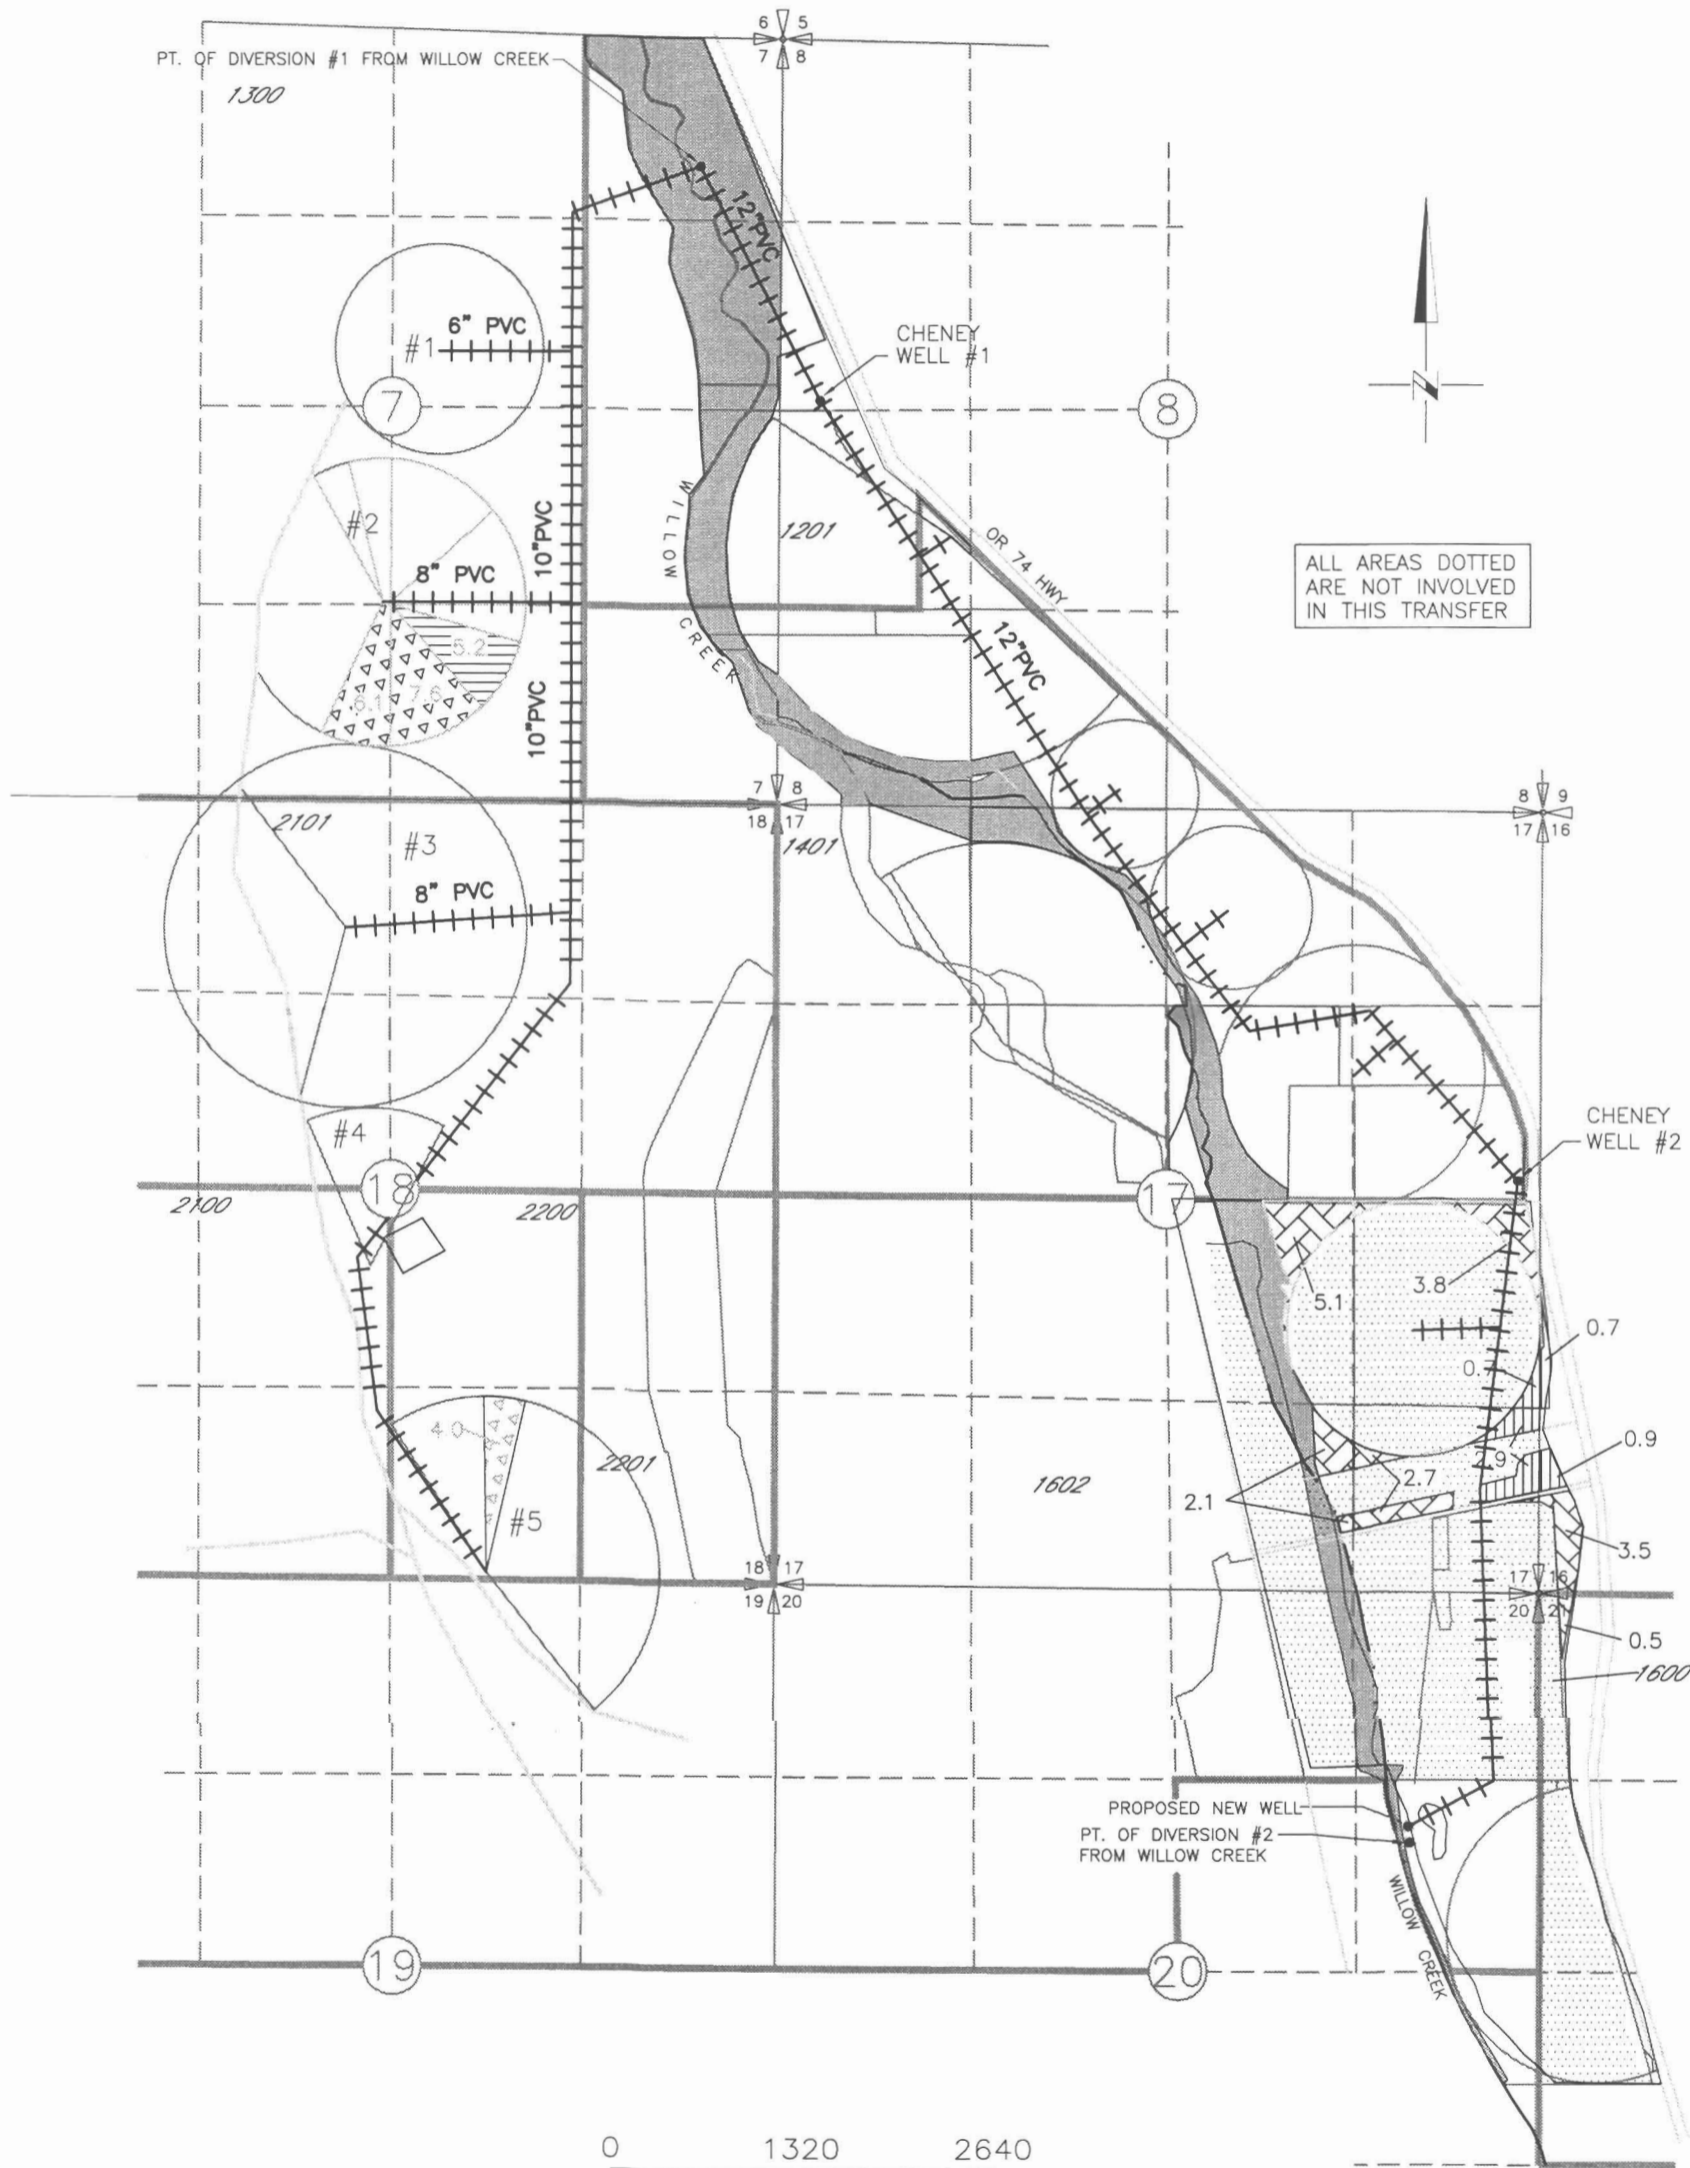 6 5
7 8
PT. OF DIVERSION #1 FROM WILLOW CREEK
1300
12"PVC
CHENEY
WELL #1
6" PVC
#1
7
8
#2
10"PVC
WILLOW
CREEK
1201
OR 74 HWY
ALL AREAS DOTTED
ARE NOT INVOLVED
IN THIS TRANSFER
8" PVC
5.2
7.6
6.1
10"PVC
12"PVC
7 8
18 17
8 9
17 16
2101
#3
1401
8" PVC
#4
CHENEY
WELL #2
18
2100
2200
17
3.8
5.1
0.7
0.9
4.0
2201
#5
1602
2.9
2.7
2.1
3.5
18 17
19 20
17 16
20 21
0.5
1600
PROPOSED NEW WELL
PT. OF DIVERSION #2
FROM WILLOW CREEK
WILLOW CREEK
19
20
0 1320 2640